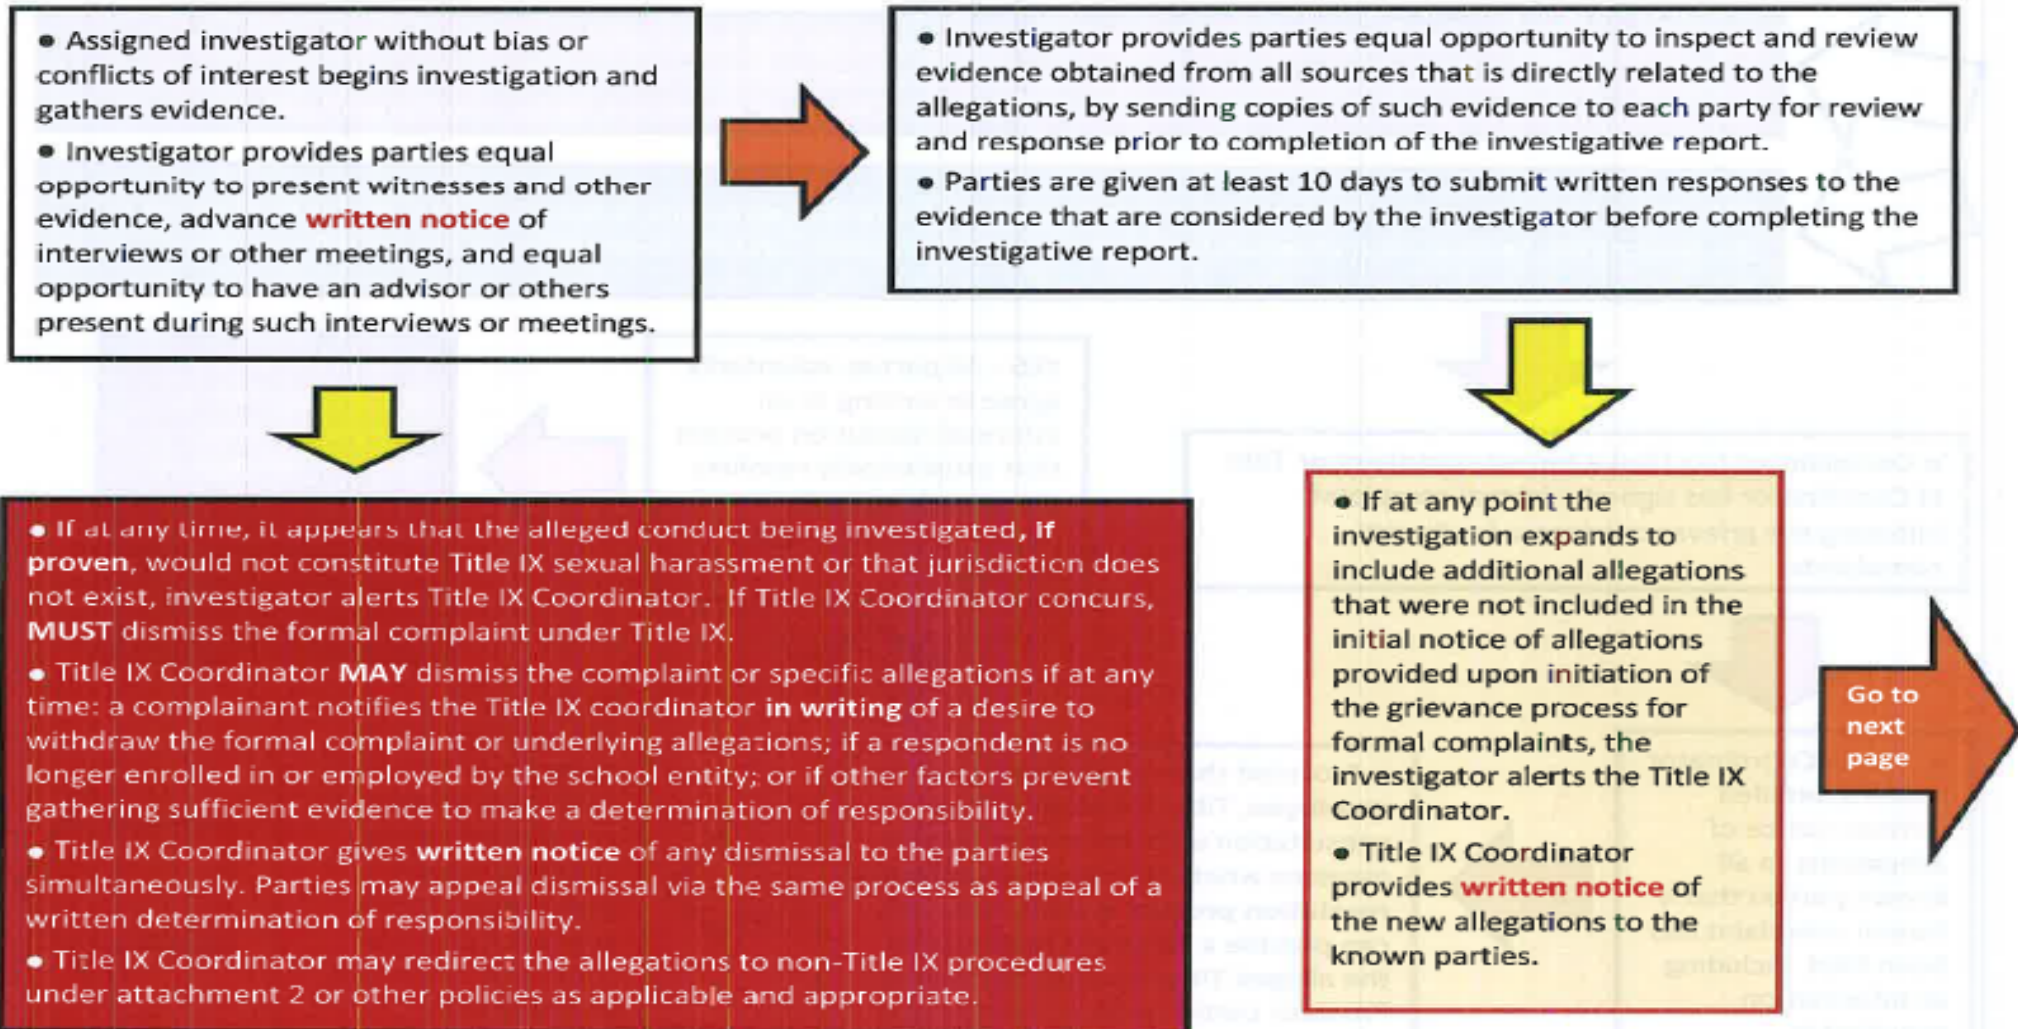 • Assigned investigator without bias or
conflicts of interest begins investigation and
gathers evidence.
• Investigator provides parties equal
opportunity to present witnesses and other
evidence, advance written notice of
interviews or other meetings, and equal
opportunity to have an advisor or others
present during such interviews or meetings.
• Investigator provides parties equal opportunity to inspect and review
evidence obtained from all sources that is directly related to the
allegations, by sending copies of such evidence to each party for review
and response prior to completion of the investigative report.
• Parties are given at least 10 days to submit written responses to the
evidence that are considered by the investigator before completing the
investigative report.
• If at any time, it appears that the alleged conduct being investigated, if
proven, would not constitute Title IX sexual harassment or that jurisdiction does
not exist, investigator alerts Title IX Coordinator. If Title IX Coordinator concurs,
MUST dismiss the formal complaint under Title IX.
• Title IX Coordinator MAY dismiss the complaint or specific allegations if at any
time: a complainant notifies the Title IX coordinator in writing of a desire to
withdraw the formal complaint or underlying allegations; if a respondent is no
longer enrolled in or employed by the school entity; or if other factors prevent
gathering sufficient evidence to make a determination of responsibility.
• Title IX Coordinator gives written notice of any dismissal to the parties
simultaneously. Parties may appeal dismissal via the same process as appeal of a
written determination of responsibility.
• Title IX Coordinator may redirect the allegations to non-Title IX procedures
under attachment 2 or other policies as applicable and appropriate.
• If at any point the
investigation expands to
include additional allegations
that were not included in the
initial notice of allegations
provided upon initiation of
the grievance process for
formal complaints, the
investigator alerts the Title IX
Coordinator.
• Title IX Coordinator
provides written notice of
the new allegations to the
known parties.
Go to
next
page